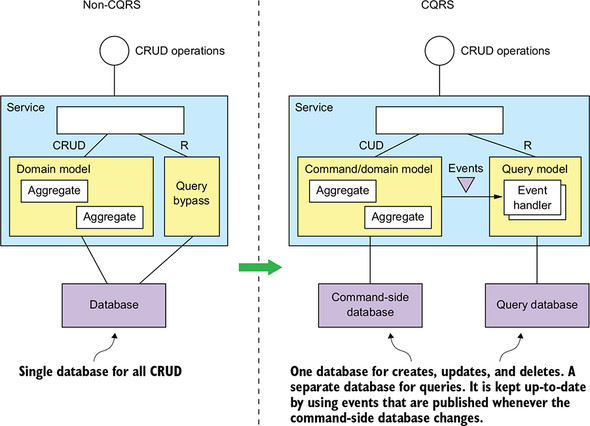 Non-CQRS
CRUD operations
Service
CRUD
R
Domain model
Aggregate
Aggregate
Query
bypass
Database
Single database for all CRUD
CQRS
CRUD operations
Service
CUD
R
Command/domain model
Aggregate
Aggregate
Events
Query model
Event
handler
Command-side
database
Query database
One database for creates, updates, and deletes. A
separate database for queries. It is kept up-to-date
by using events that are published whenever the
command-side database changes.